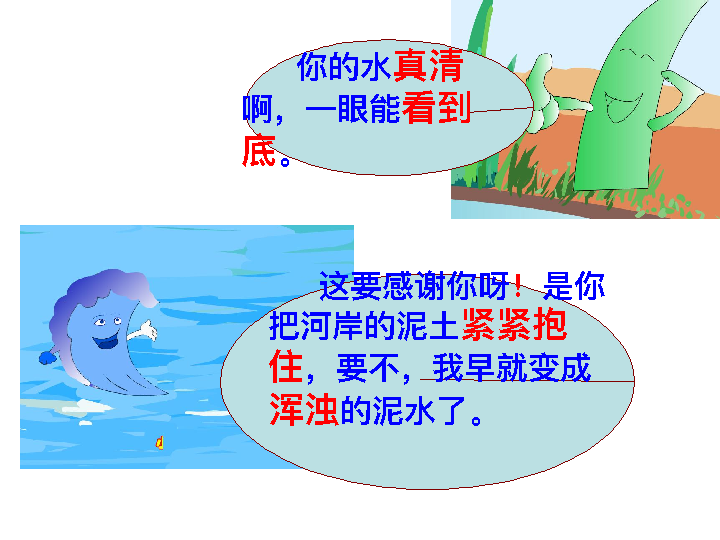 你的水真清
啊，一眼能看到
底。
这要感谢你呀！是你
把河岸的泥土紧紧抱
住，要不，我早就变成
浑浊的泥水了。
d